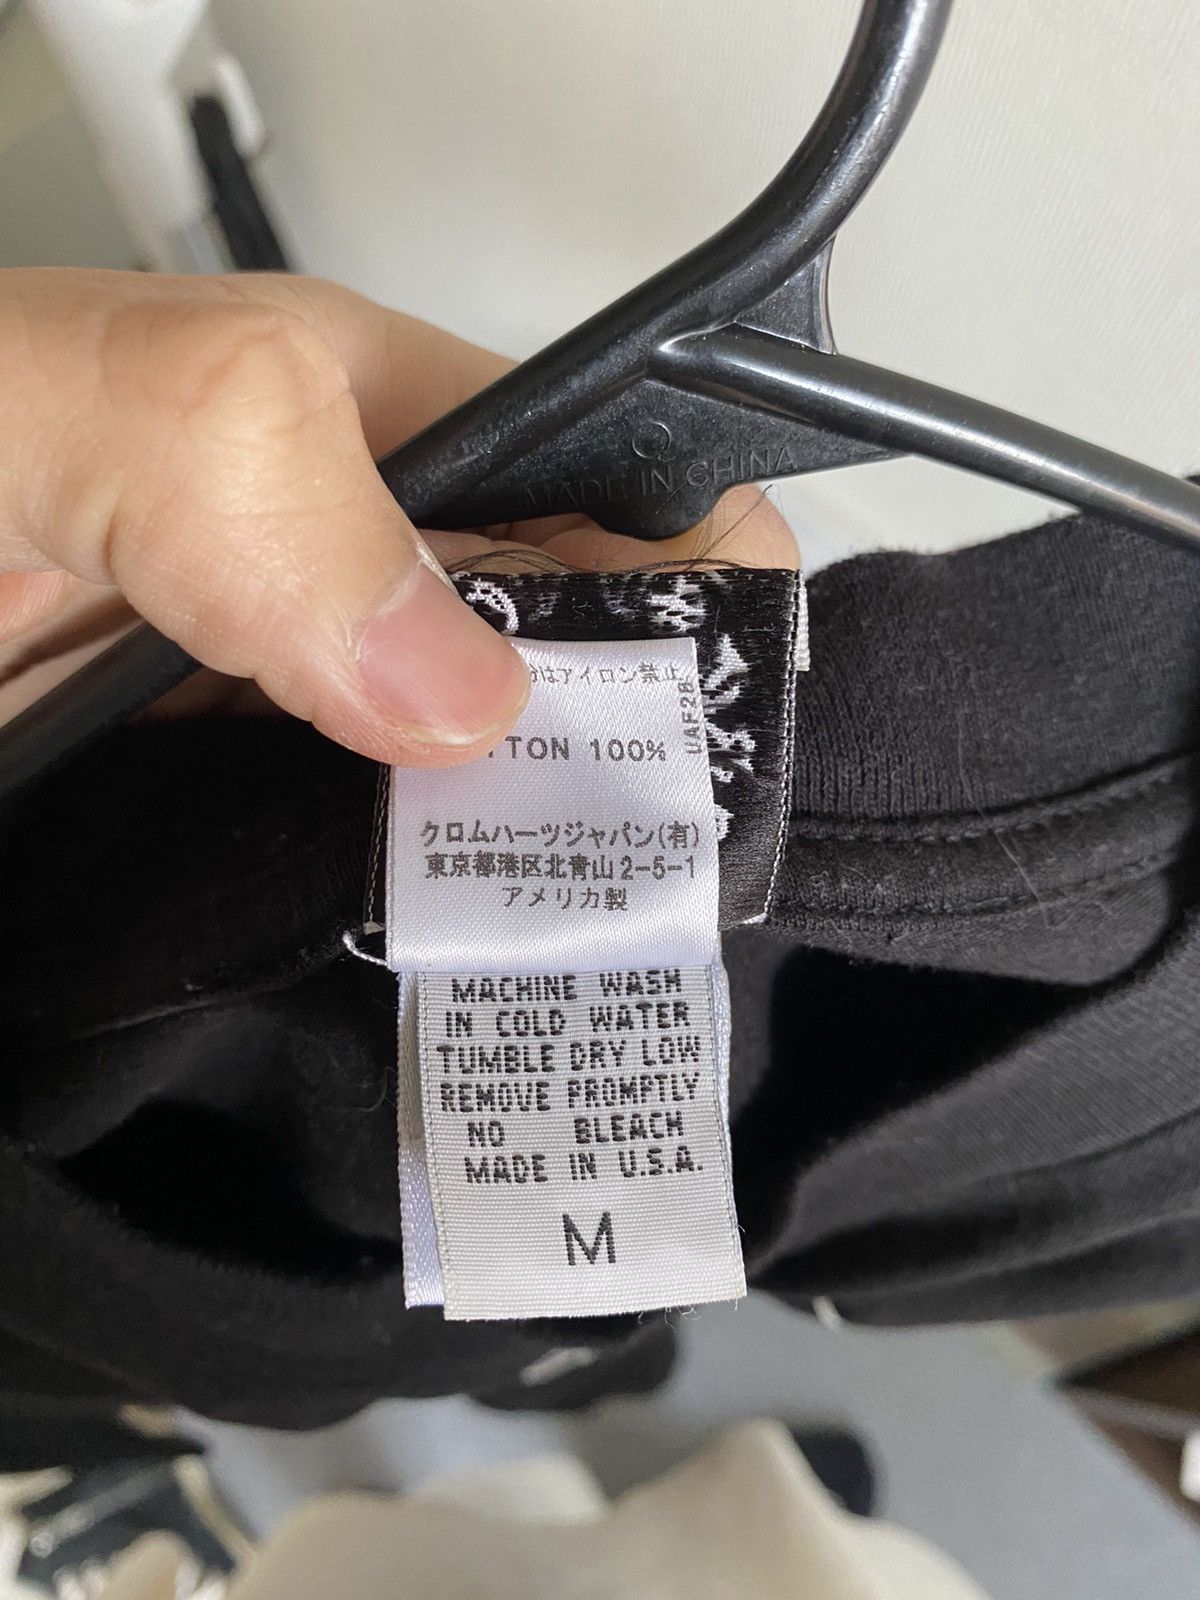 MADE IN CHINA
はアイロン禁止
UAF28
TTON 100%
クロムハーツジャパン(有)
東京都港区北青山2-5-1
アメリカ製
MACHINE WASH
IN COLD WATER
TUMBLE DRY LOW
REMOVE PROMPTLY
NO BLEACH
MADE IN U.S.A.
M